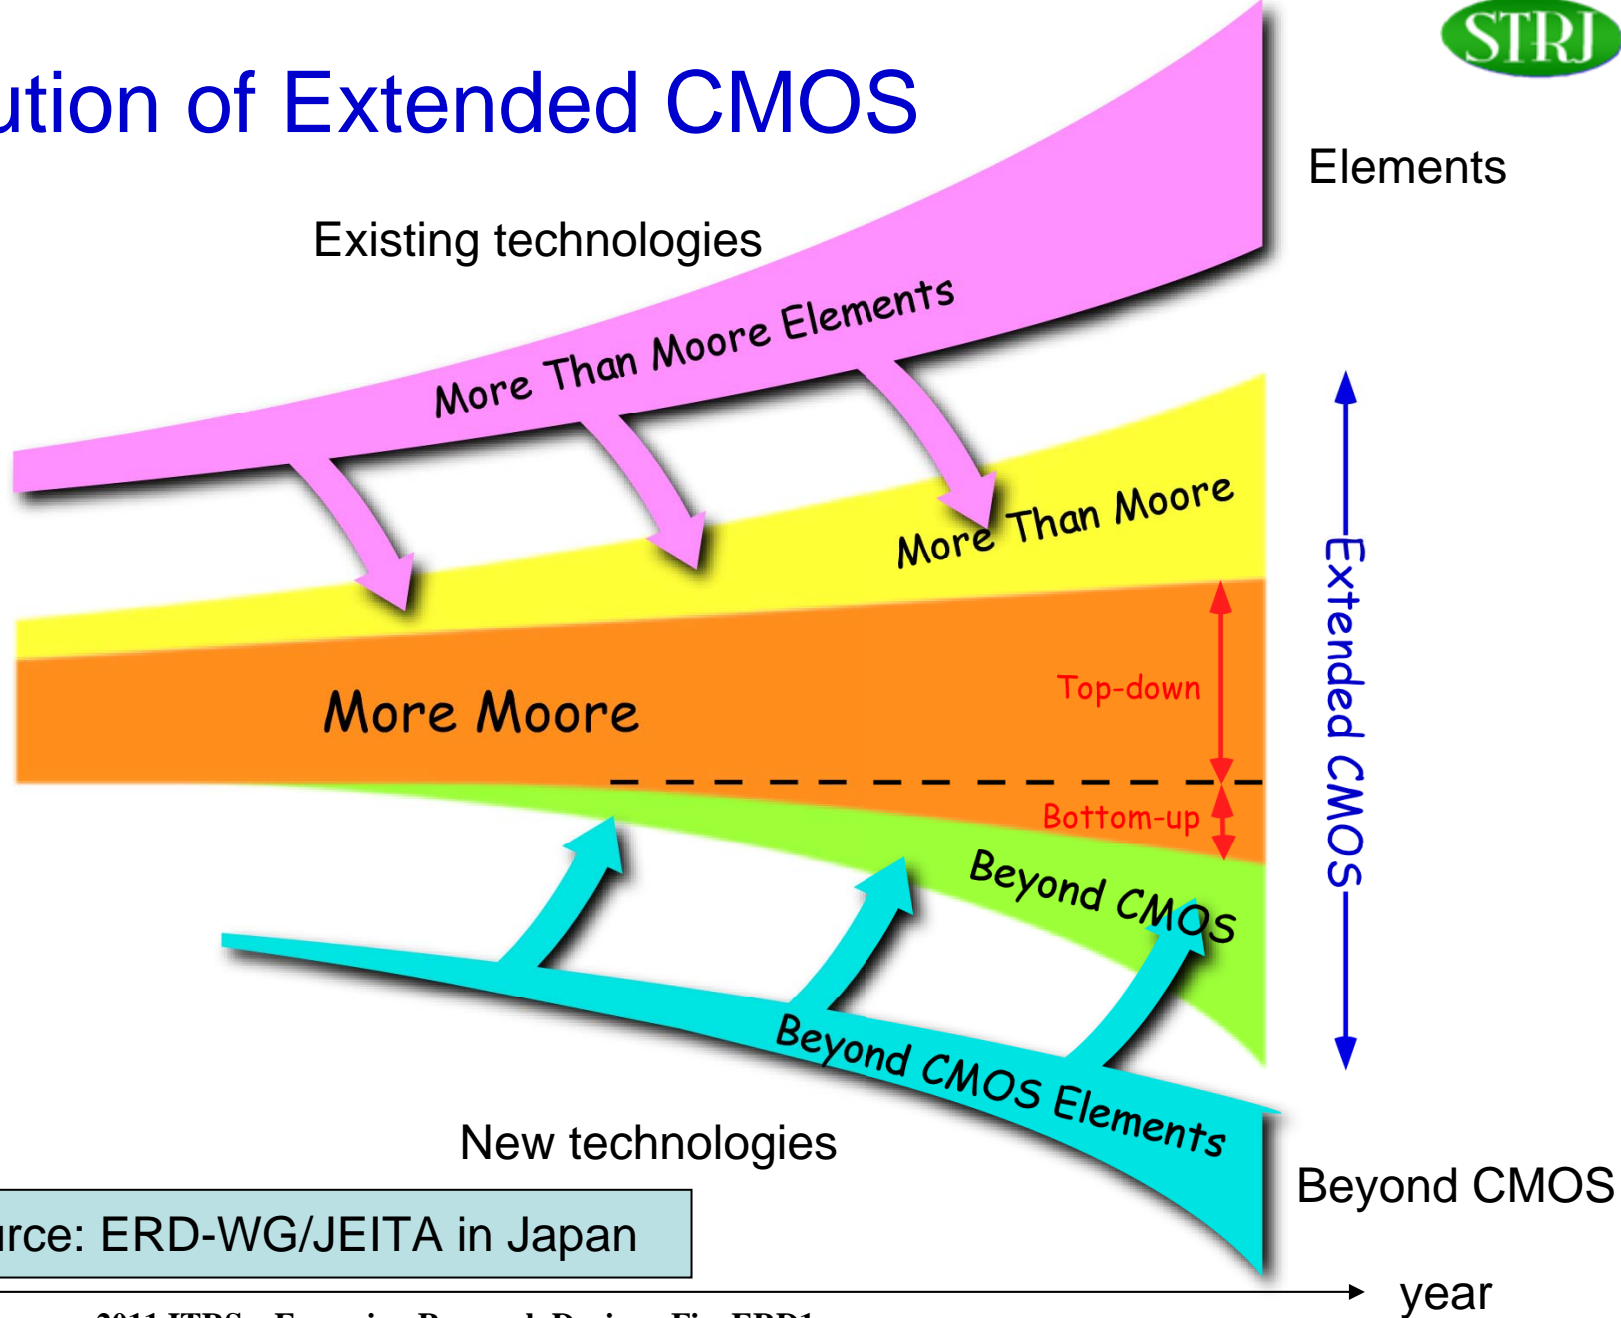 STRJ
ution of Extended CMOS
Elements
Existing technologies
More Than Moore Elements
More Than Moore
Top-down
More Moore
Extended CMOS
Bottom-up
Beyond CMOS
Beyond CMOS Elements
New technologies
Beyond CMOS
urce: ERD-WG/JEITA in Japan
year